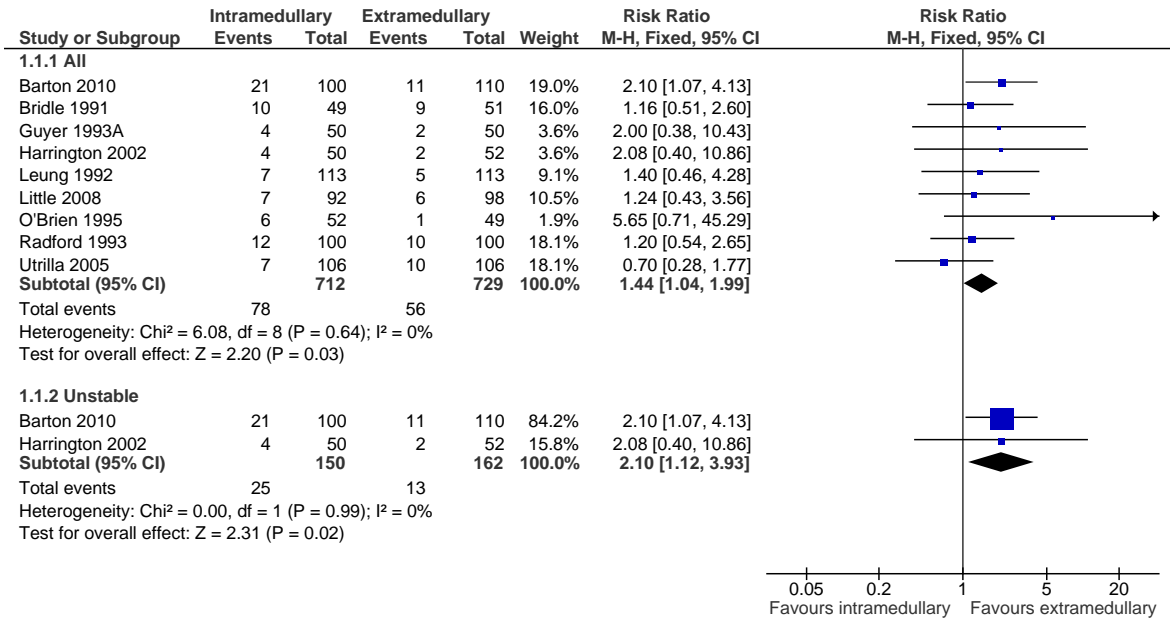 Intramedullary Extramedullary Risk Ratio Risk Ratio
Study or Subgroup Events Total Events Total Weight M-H, Fixed, 95% CI M-H, Fixed, 95% CI
1.1.1 All
Barton 2010 21 100 11 110 19.0% 2.10 [1.07, 4.13]
Bridle 1991 10 49 9 51 16.0% 1.16 [0.51, 2.60]
Guyer 1993A 4 50 2 50 3.6% 2.00 [0.38, 10.43]
Harrington 2002 4 50 2 52 3.6% 2.08 [0.40, 10.86]
Leung 1992 7 113 5 113 9.1% 1.40 [0.46, 4.28]
Little 2008 7 92 6 98 10.5% 1.24 [0.43, 3.56]
O'Brien 1995 6 52 1 49 1.9% 5.65 [0.71, 45.29]
Radford 1993 12 100 10 100 18.1% 1.20 [0.54, 2.65]
Utrilla 2005 7 106 10 106 18.1% 0.70 [0.28, 1.77]
Subtotal (95% CI) 712 729 100.0% 1.44 [1.04, 1.99]
Total events 78 56
Heterogeneity: Chi² = 6.08, df = 8 (P = 0.64); I² = 0%
Test for overall effect: Z = 2.20 (P = 0.03)
1.1.2 Unstable
Barton 2010 21 100 11 110 84.2% 2.10 [1.07, 4.13]
Harrington 2002 4 50 2 52 15.8% 2.08 [0.40, 10.86]
Subtotal (95% CI) 150 162 100.0% 2.10 [1.12, 3.93]
Total events 25 13
Heterogeneity: Chi² = 0.00, df = 1 (P = 0.99); I² = 0%
Test for overall effect: Z = 2.31 (P = 0.02)
0.05 0.2 1 5 20
Favours intramedullary Favours extramedullary